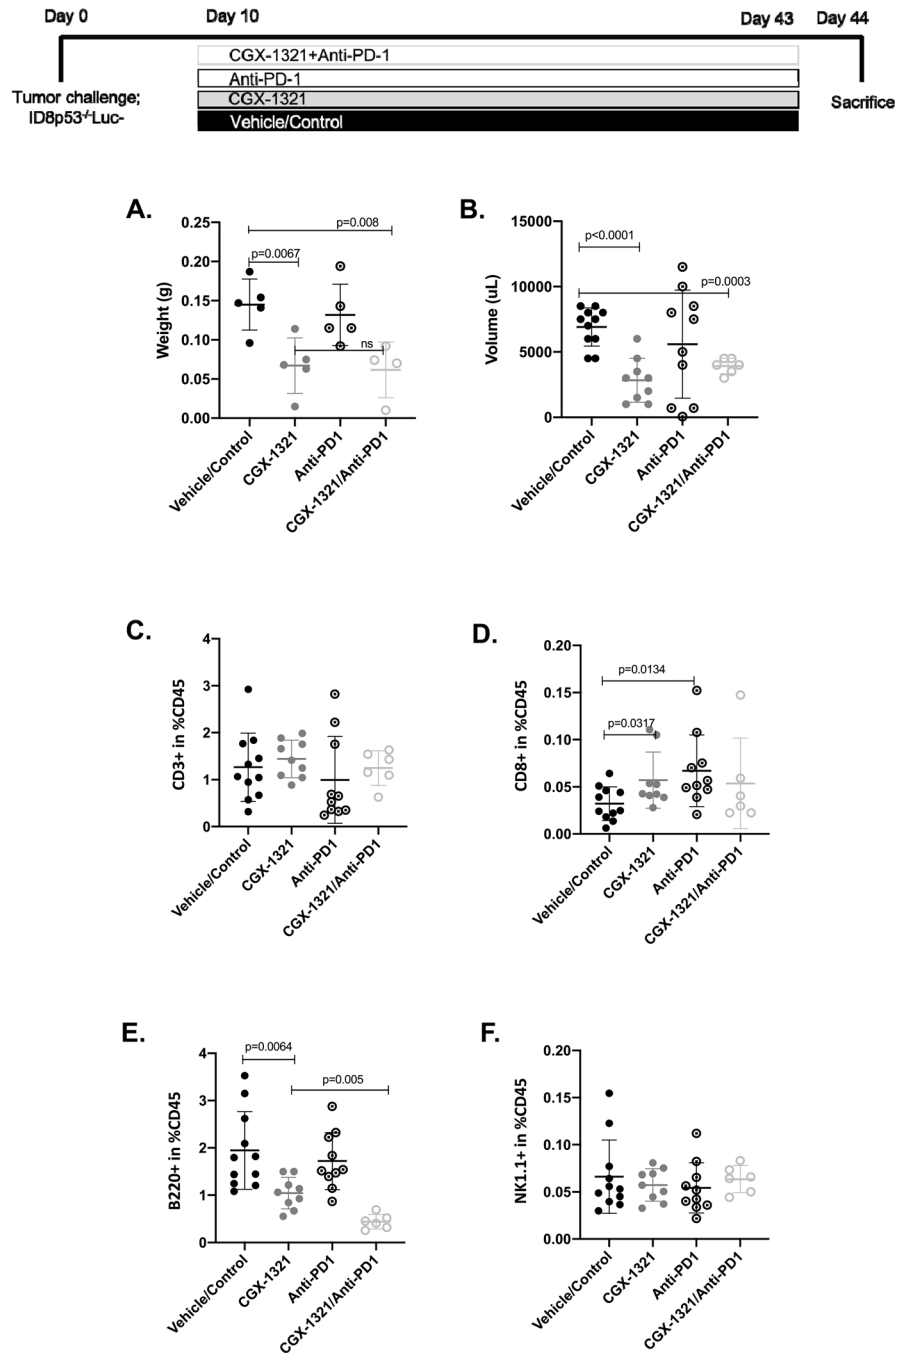 Day 0 Day 10 Day 43 Day 44
CGX-1321+Anti-PD-1
Anti-PD-1
CGX-1321
Vehicle/Control
Tumor challenge;
ID8p53-/-Luc-
Sacrifice
A.
Weight (g)
0.25
0.20
0.15
0.10
0.05
0.00
p=0.008
p=0.0067
ns
Vehicle/Control
CGX-1321
Anti-PD1
CGX-1321/Anti-PD1
B.
Volume (uL)
15000
10000
5000
0
p<0.0001
p=0.0003
Vehicle/Control
CGX-1321
Anti-PD1
CGX-1321/Anti-PD1
C.
CD3+ in %CD45
4
3
2
1
0
Vehicle/Control
CGX-1321
Anti-PD1
CGX-1321/Anti-PD1
D.
CD8+ in %CD45
0.20
0.15
0.10
0.05
0.00
p=0.0134
p=0.0317
Vehicle/Control
CGX-1321
Anti-PD1
CGX-1321/Anti-PD1
E.
B220+ in %CD45
4
3
2
1
0
p=0.0064
p=0.005
Vehicle/Control
CGX-1321
Anti-PD1
CGX-1321/Anti-PD1
F.
NK1.1+ in %CD45
0.20
0.15
0.10
0.05
0.00
Vehicle/Control
CGX-1321
Anti-PD1
CGX-1321/Anti-PD1